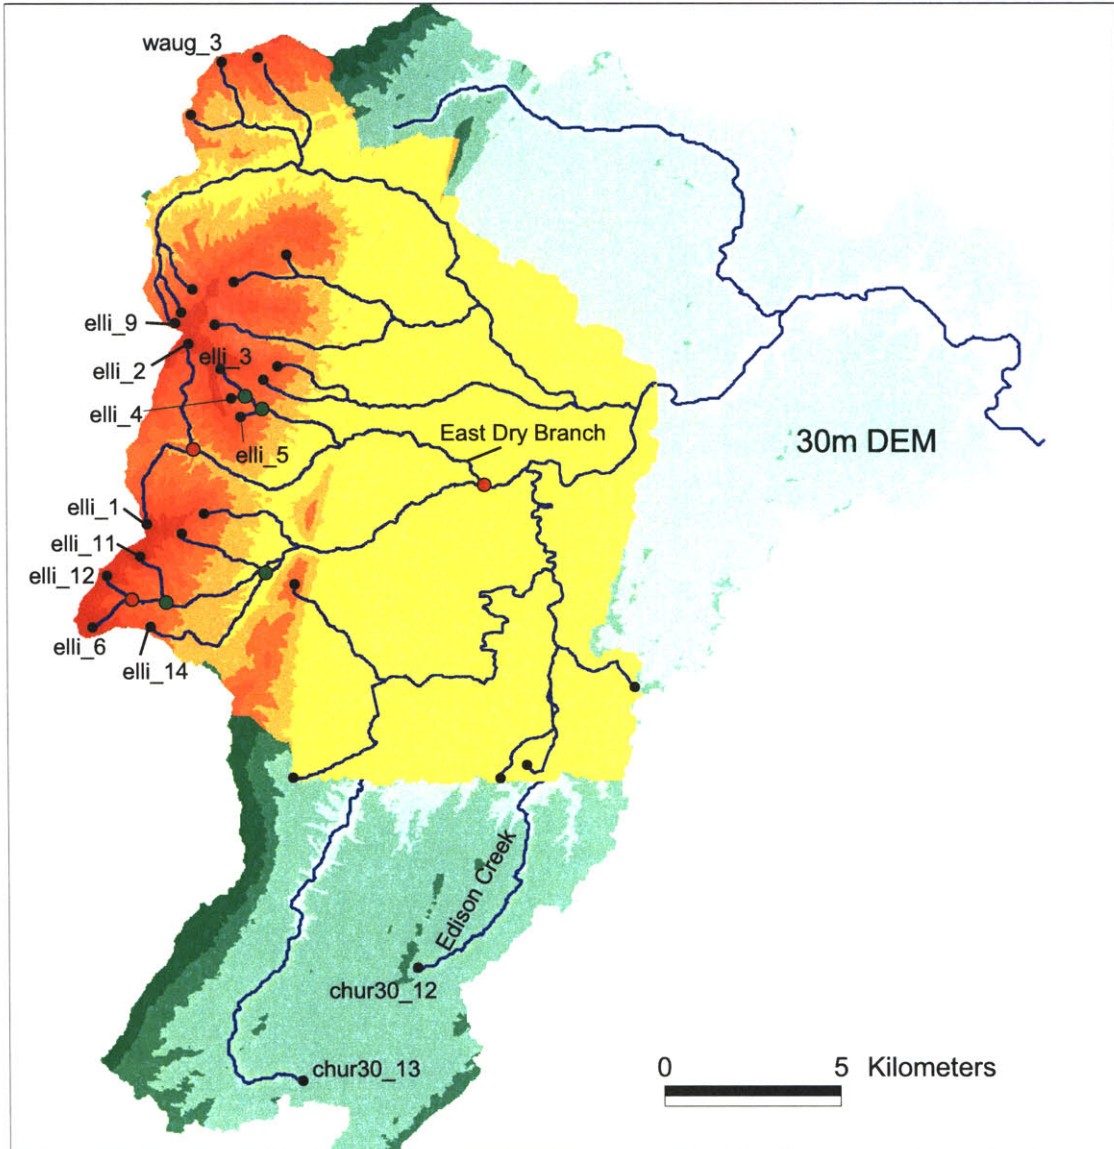 waug_3
elli_9
elli_2
elli_3
elli_4
elli_5
East Dry Branch
30m DEM
elli_1
elli_11
elli_12
elli_6
elli_14
Edison Creek
chur30_12
chur30_13
0 5 Kilometers